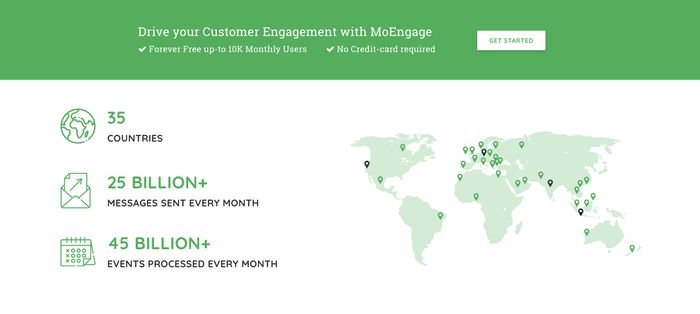 Drive your Customer Engagement with MoEngage
✔ Forever Free up-to 10K Monthly Users ✔ No Credit-card required
GET STARTED
35
COUNTRIES
25 BILLION+
MESSAGES SENT EVERY MONTH
45 BILLION+
EVENTS PROCESSED EVERY MONTH